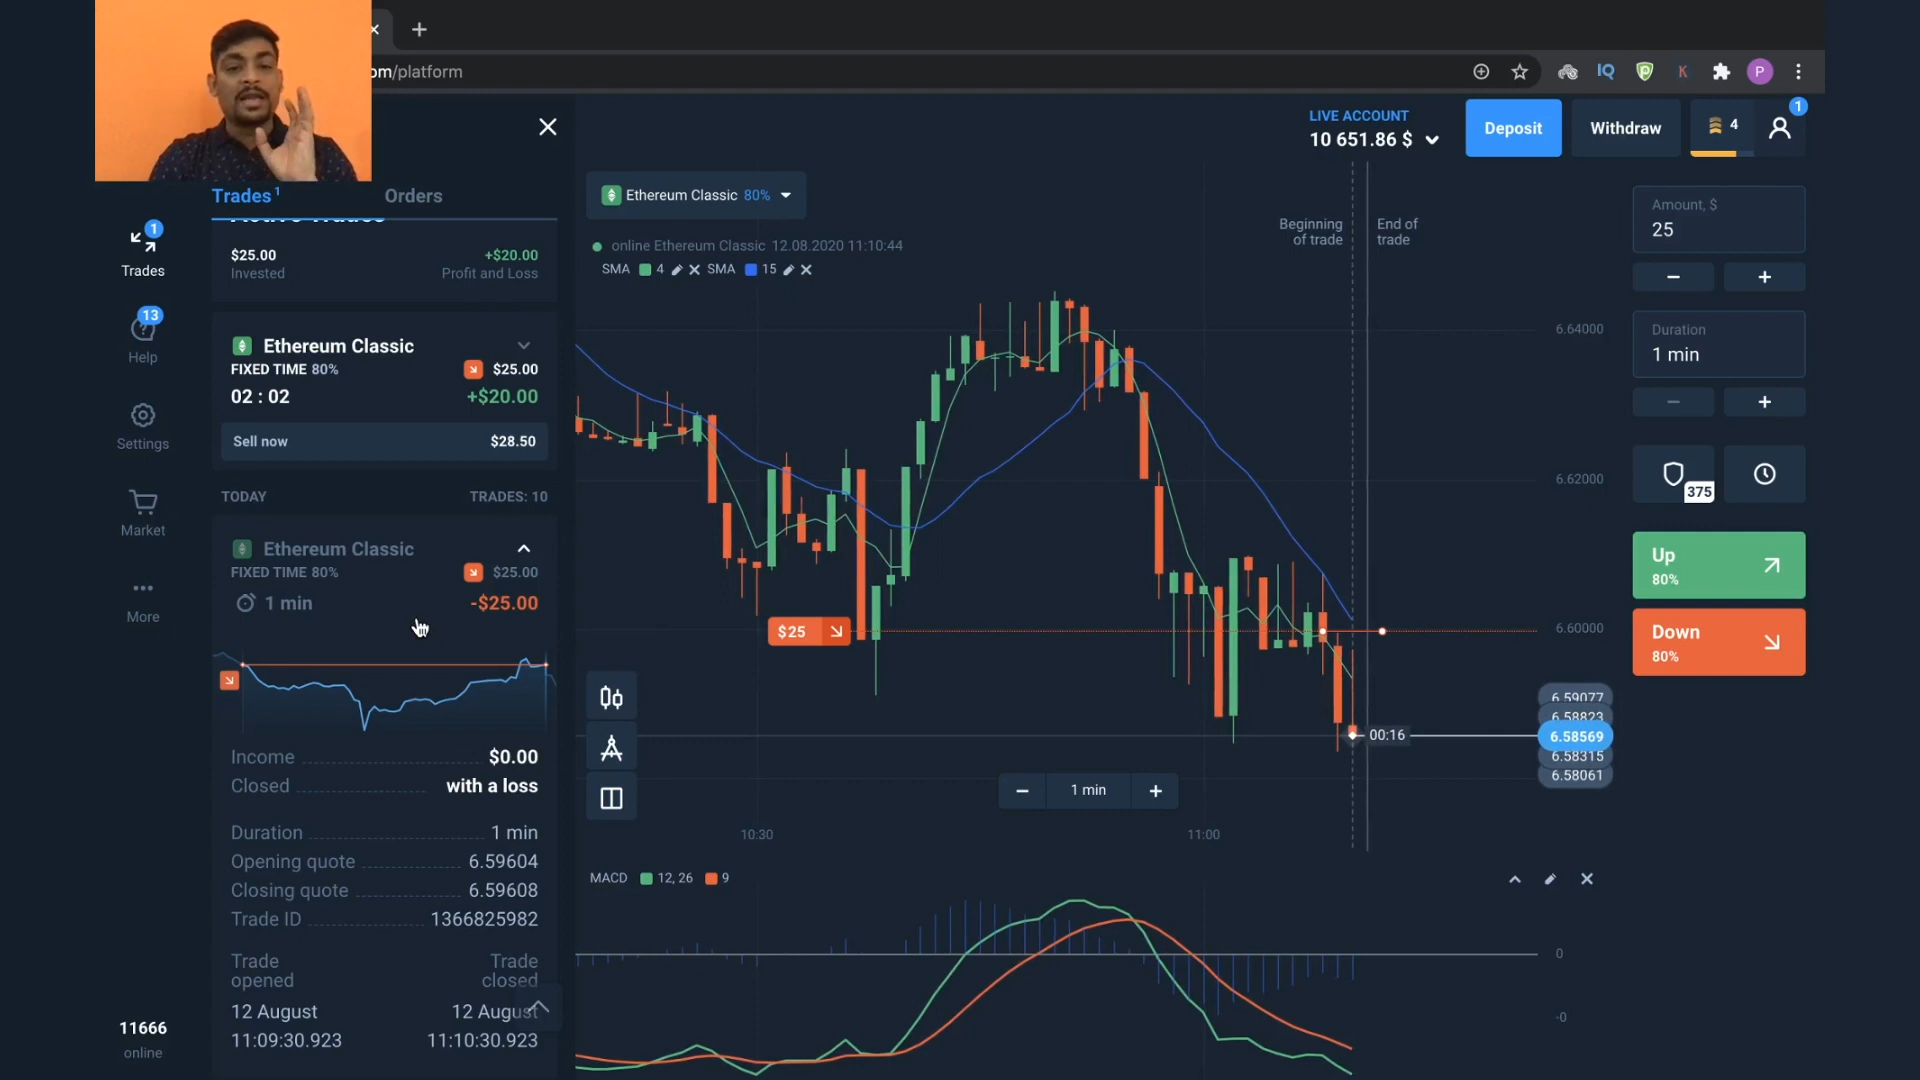 om/platform
IQ
K
P
LIVE ACCOUNT
10 651.86 $
Deposit
Withdraw
4
1
Trades 1
Orders
Active Trades
$25.00
+$20.00
Invested
Profit and Loss
1
Trades
13
Help
Settings
Market
More
11666
online
Ethereum Classic
FIXED TIME 80%
$25.00
02 : 02
+$20.00
Sell now
$28.50
TODAY
TRADES: 10
Ethereum Classic
FIXED TIME 80%
$25.00
1 min
-$25.00
Income
$0.00
Closed
with a loss
Duration
1 min
Opening quote
6.59604
Closing quote
6.59608
Trade ID
1366825982
Trade opened
Trade closed
12 August
12 August
11:09:30.923
11:10:30.923
Ethereum Classic 80%
online Ethereum Classic 12.08.2020 11:10:44
SMA 4 SMA 15
Beginning of trade
End of trade
6.64000
6.62000
6.60000
$25
6.59077
6.58823
6.58569
6.58315
6.58061
00:16
1 min
10:30
11:00
MACD 12, 26 9
0
-0
Amount, $
25
Duration
1 min
375
Up
80%
Down
80%